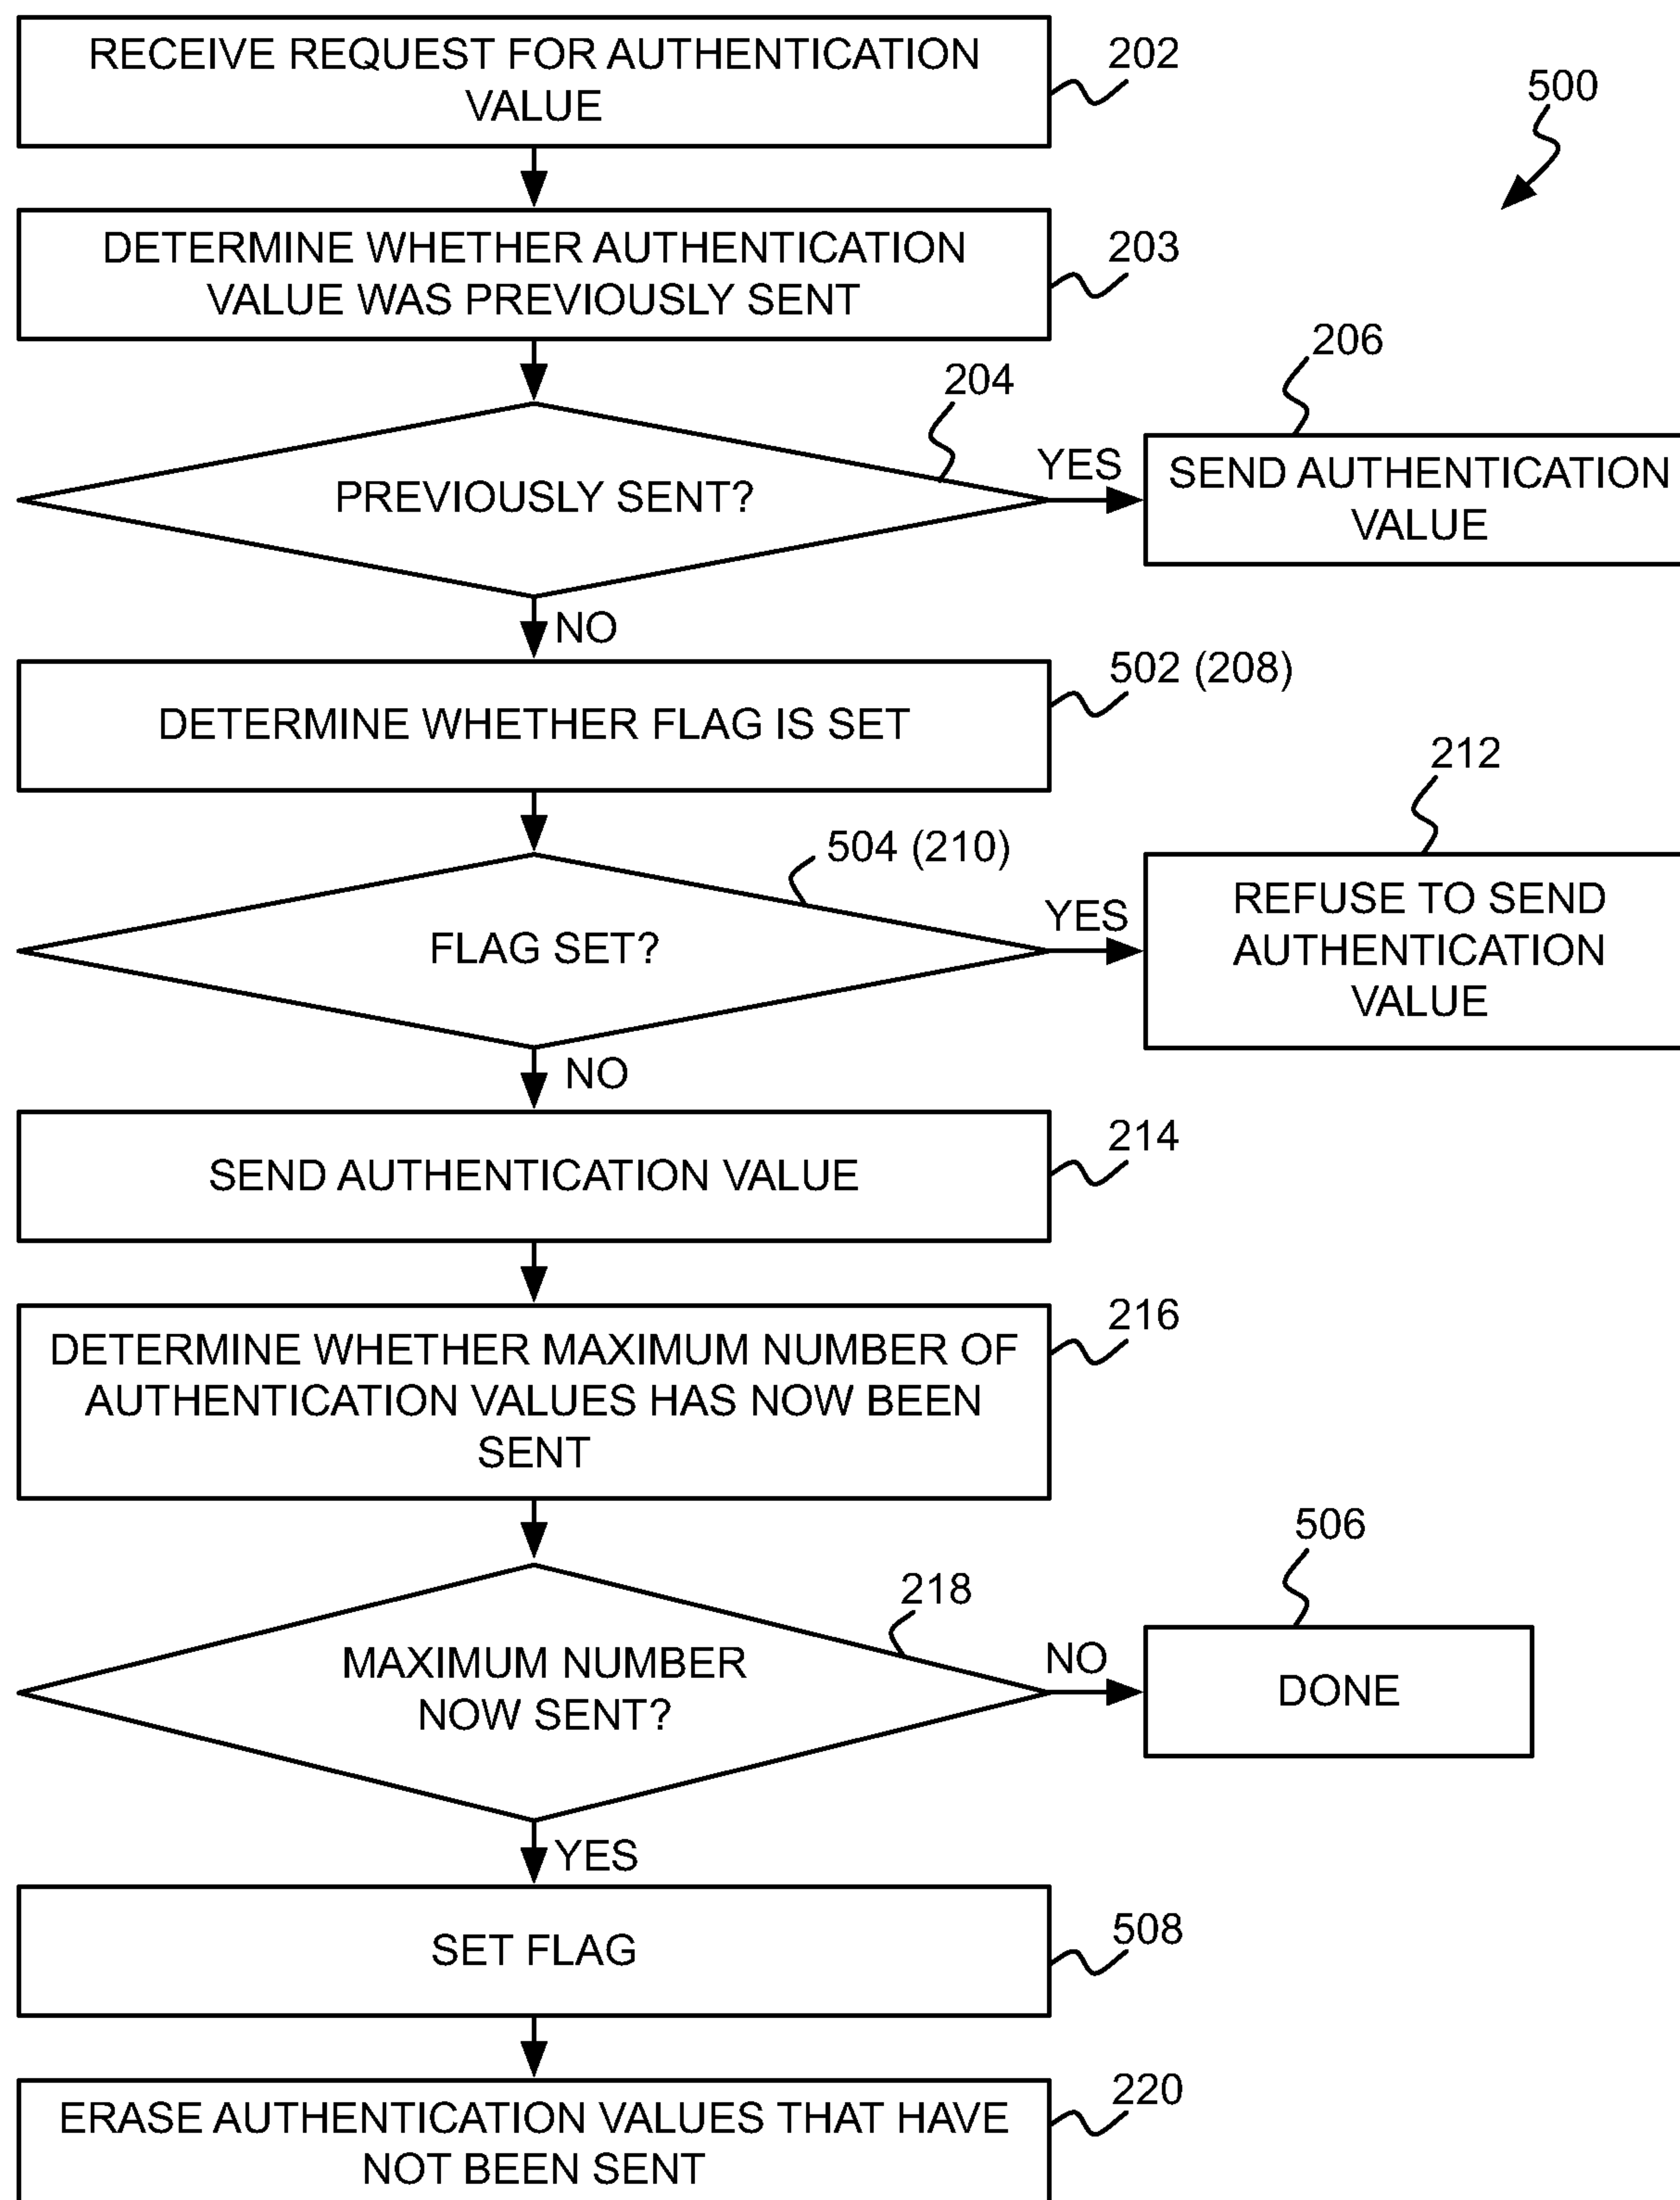 RECEIVE REQUEST FOR AUTHENTICATION
VALUE
202
500
DETERMINE WHETHER AUTHENTICATION
VALUE WAS PREVIOUSLY SENT
203
206
204
PREVIOUSLY SENT?
YES
SEND AUTHENTICATION
VALUE
NO
502 (208)
DETERMINE WHETHER FLAG IS SET
212
504 (210)
FLAG SET?
YES
REFUSE TO SEND
AUTHENTICATION
VALUE
NO
214
SEND AUTHENTICATION VALUE
216
DETERMINE WHETHER MAXIMUM NUMBER OF
AUTHENTICATION VALUES HAS NOW BEEN
SENT
506
218
MAXIMUM NUMBER
NOW SENT?
NO
DONE
YES
SET FLAG
508
ERASE AUTHENTICATION VALUES THAT HAVE
NOT BEEN SENT
220